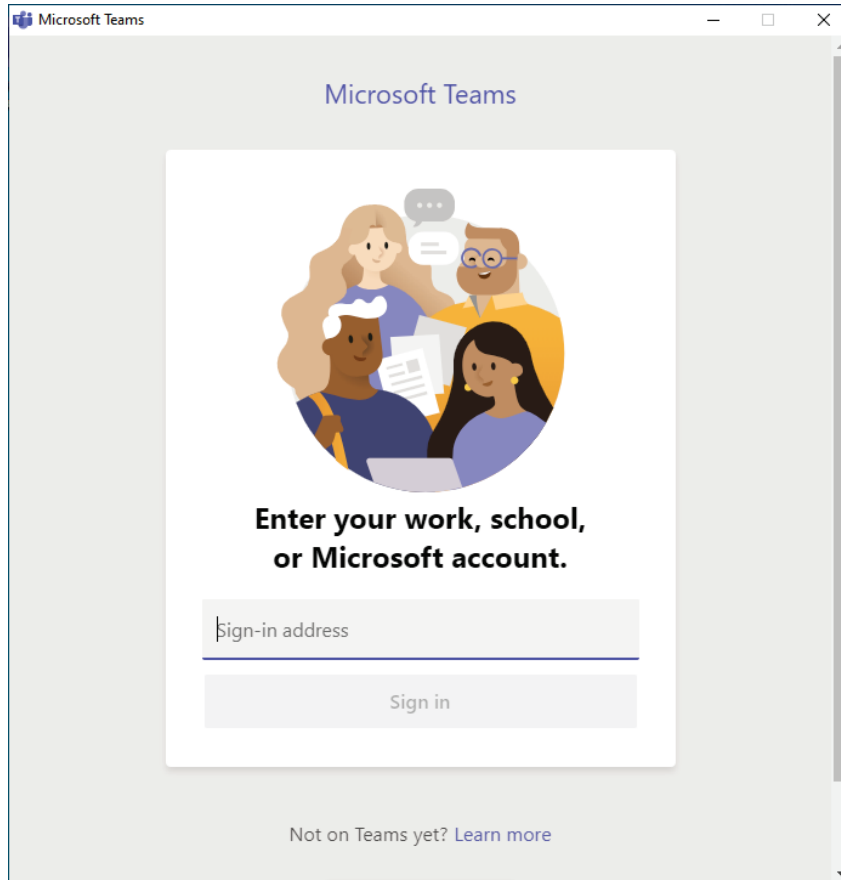 Microsoft Teams
Microsoft Teams
Enter your work, school,
or Microsoft account.
Sign-in address
Sign in
Not on Teams yet? Learn more